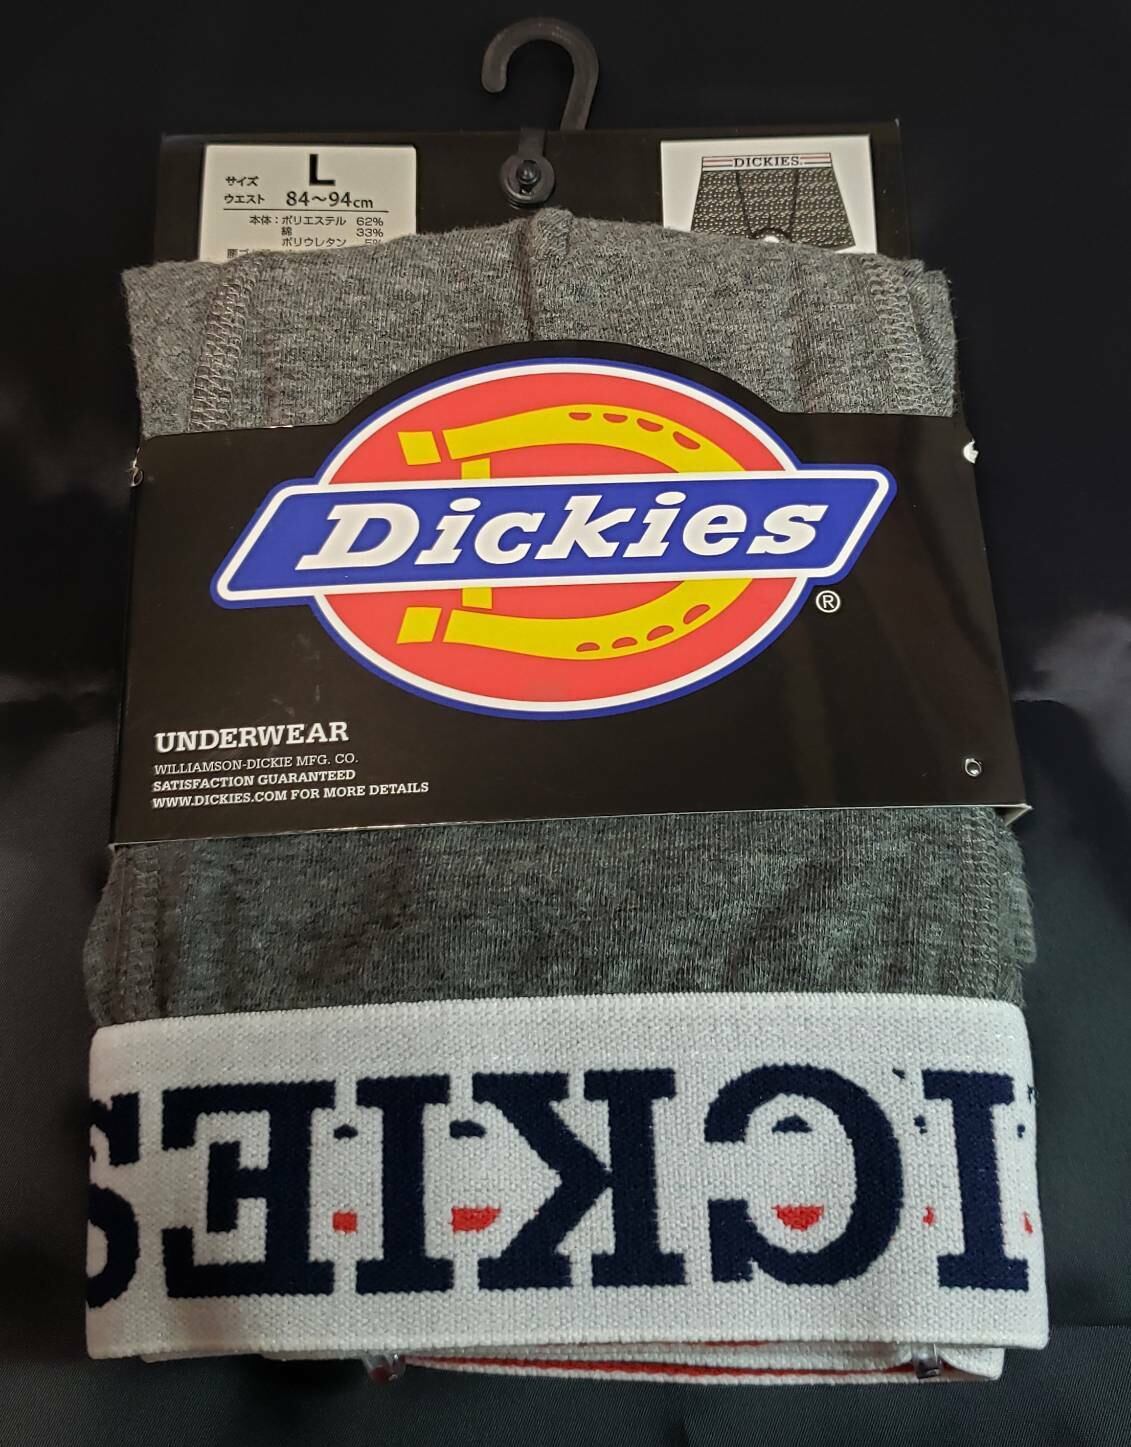 サイズ L
ウエスト 84～94cm
本体：ポリエステル 62%
綿 33%
ポリウレタン 5%
DICKIES
Dickies
®
UNDERWEAR
WILLIAMSON-DICKIE MFG. CO.
SATISFACTION GUARANTEED
WWW.DICKIES.COM FOR MORE DETAILS
ICKIES